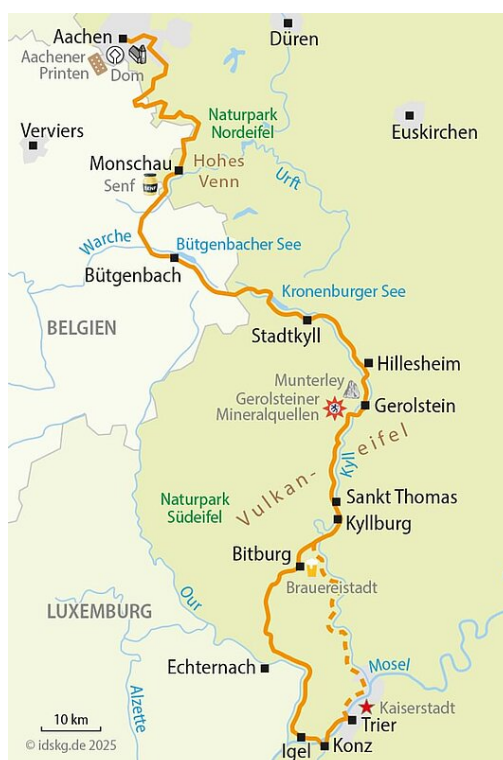 Aachen
Düren
Aachener
Printen
Dom
Naturpark
Nordeifel
Verviers
Euskirchen
Monschau
Hohes
Venn
Senf
SENF
Urft
Warche
Bütgenbacher See
Bütgenbach
Kronenburger See
BELGIEN
Stadtkyll
Hillesheim
Munterley
Gerolsteiner
Mineralquellen
Gerolstein
Vulkan-
eifel
Kyll
Naturpark
Südeifel
Sankt Thomas
Kyllburg
Bitburg
Brauereistadt
Our
LUXEMBURG
Echternach
Mosel
Alzette
Kaiserstadt
Trier
10 km
Igel
Konz
© idskg.de 2025